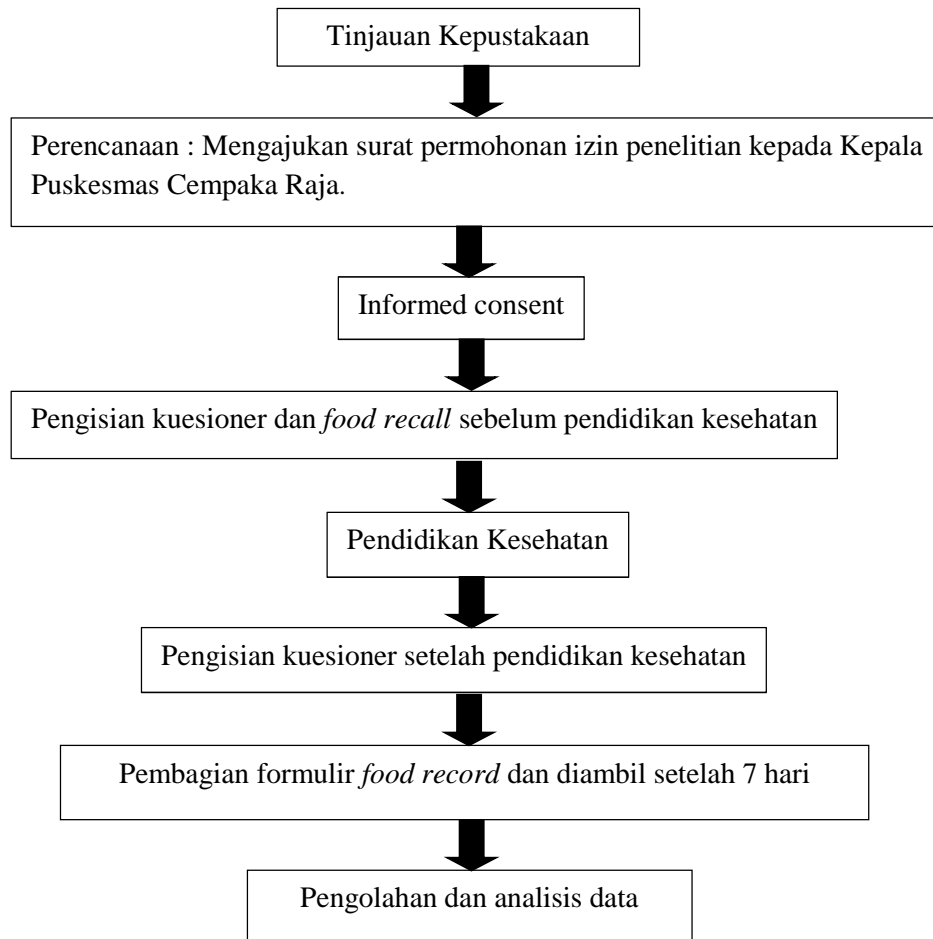 Tinjauan Kepustakaan
Perencanaan : Mengajukan surat permohonan izin penelitian kepada Kepala
Puskesmas Cempaka Raja.
Informed consent
Pengisian kuesioner dan food recall sebelum pendidikan kesehatan
Pendidikan Kesehatan
Pengisian kuesioner setelah pendidikan kesehatan
Pembagian formulir food record dan diambil setelah 7 hari
Pengolahan dan analisis data